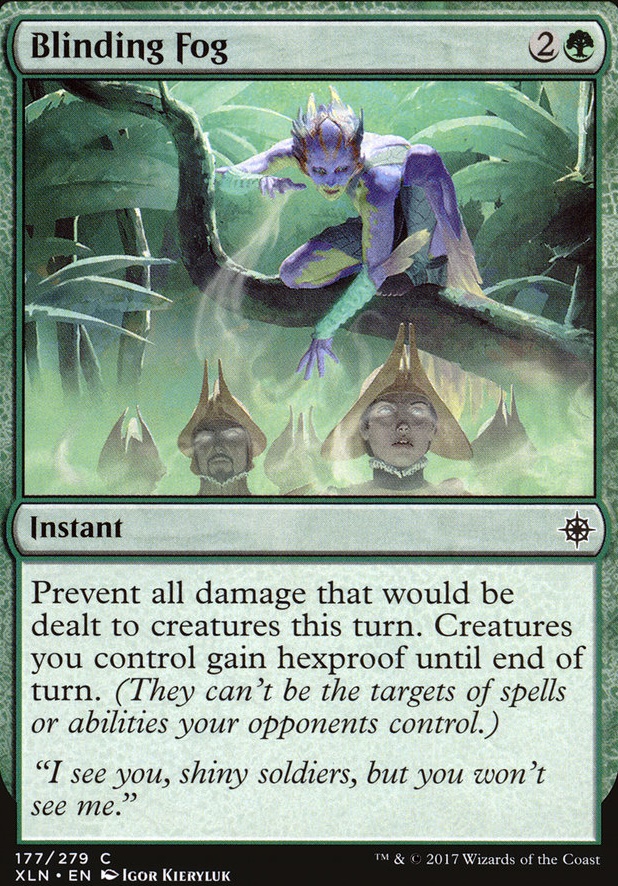 Blinding Fog 2
Instant
Prevent all damage that would be
dealt to creatures this turn. Creatures
you control gain hexproof until end of
turn. (They can't be the targets of spells
or abilities your opponents control.)
"I see you, shiny soldiers, but you won't
see me."
177/279 C
XLN • EN Igor Kieryluk
™ & © 2017 Wizards of the Coast